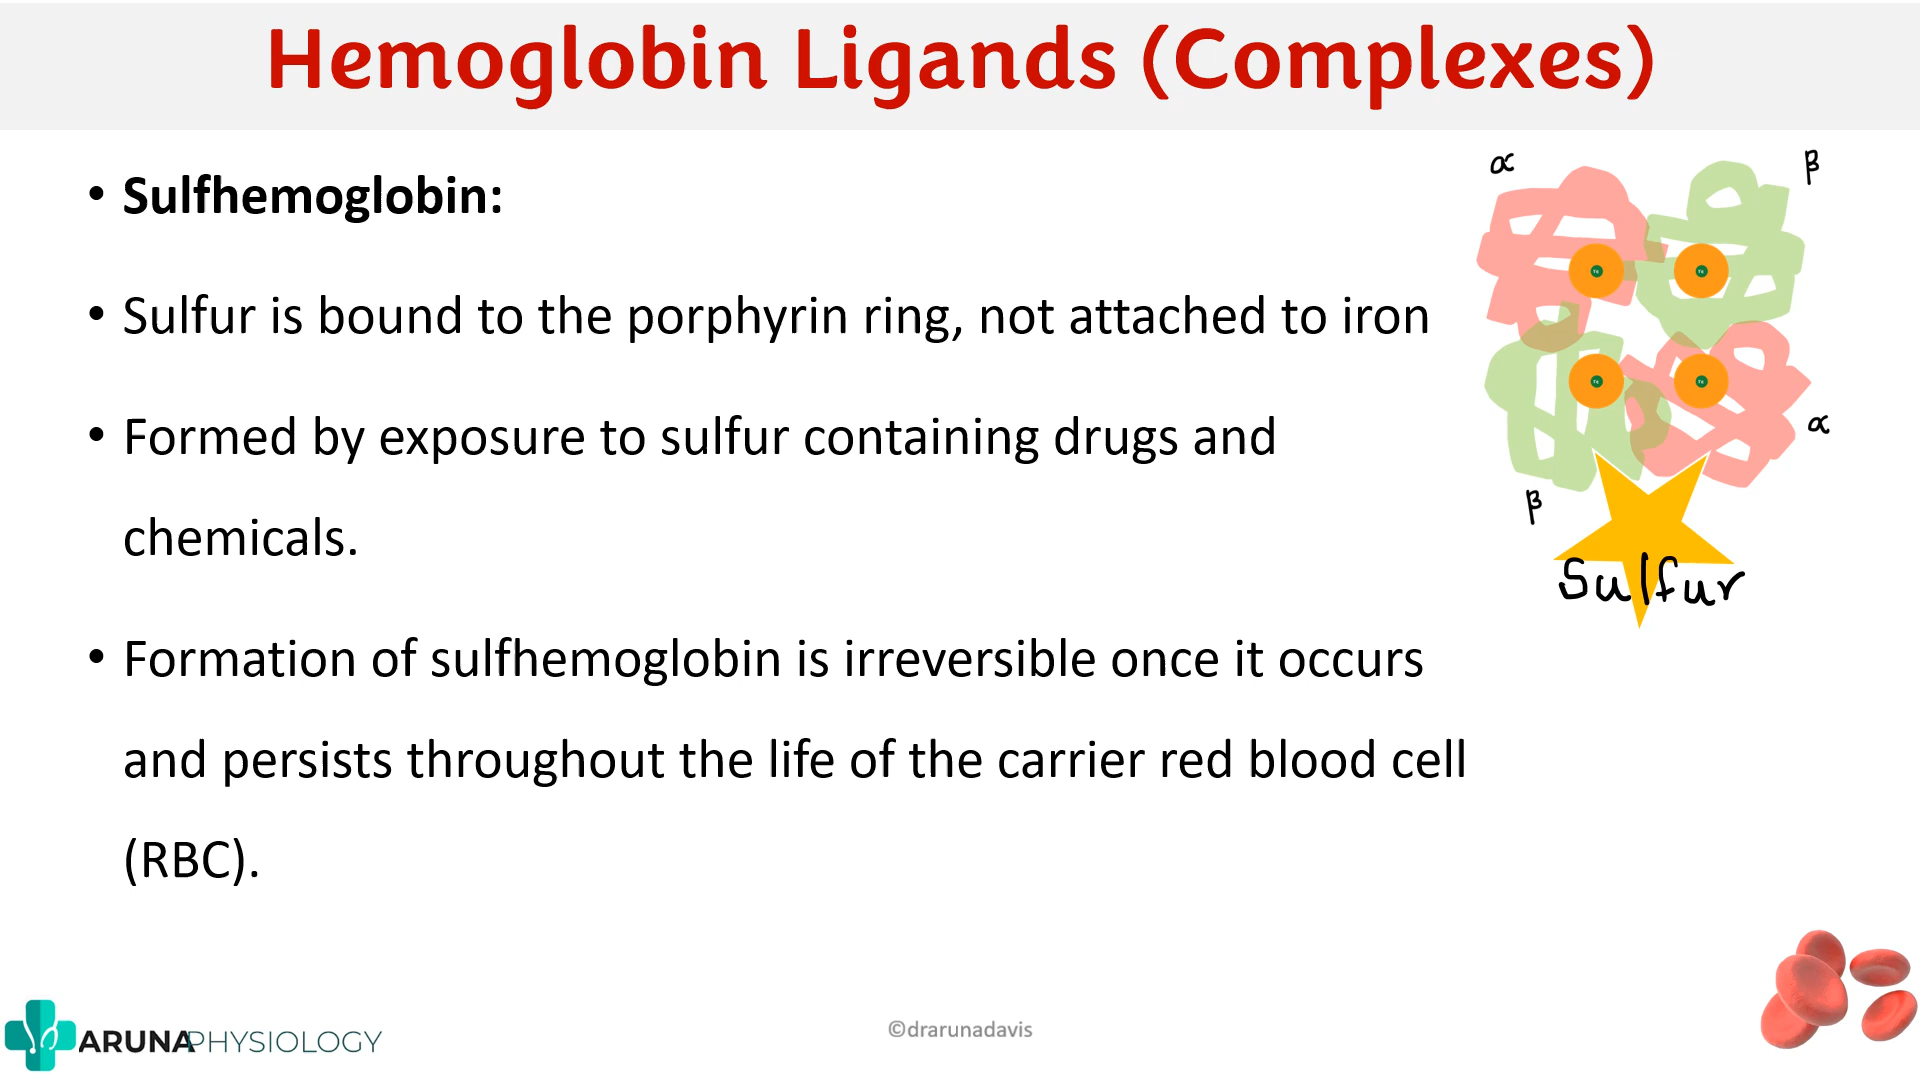 Hemoglobin Ligands (Complexes)
• Sulfhemoglobin:
• Sulfur is bound to the porphyrin ring, not attached to iron
• Formed by exposure to sulfur containing drugs and
chemicals.
• Formation of sulfhemoglobin is irreversible once it occurs
and persists throughout the life of the carrier red blood cell
(RBC).
α
β
α
β
Sulfur
ARUNAPHYSIOLOGY
©drarunadavis